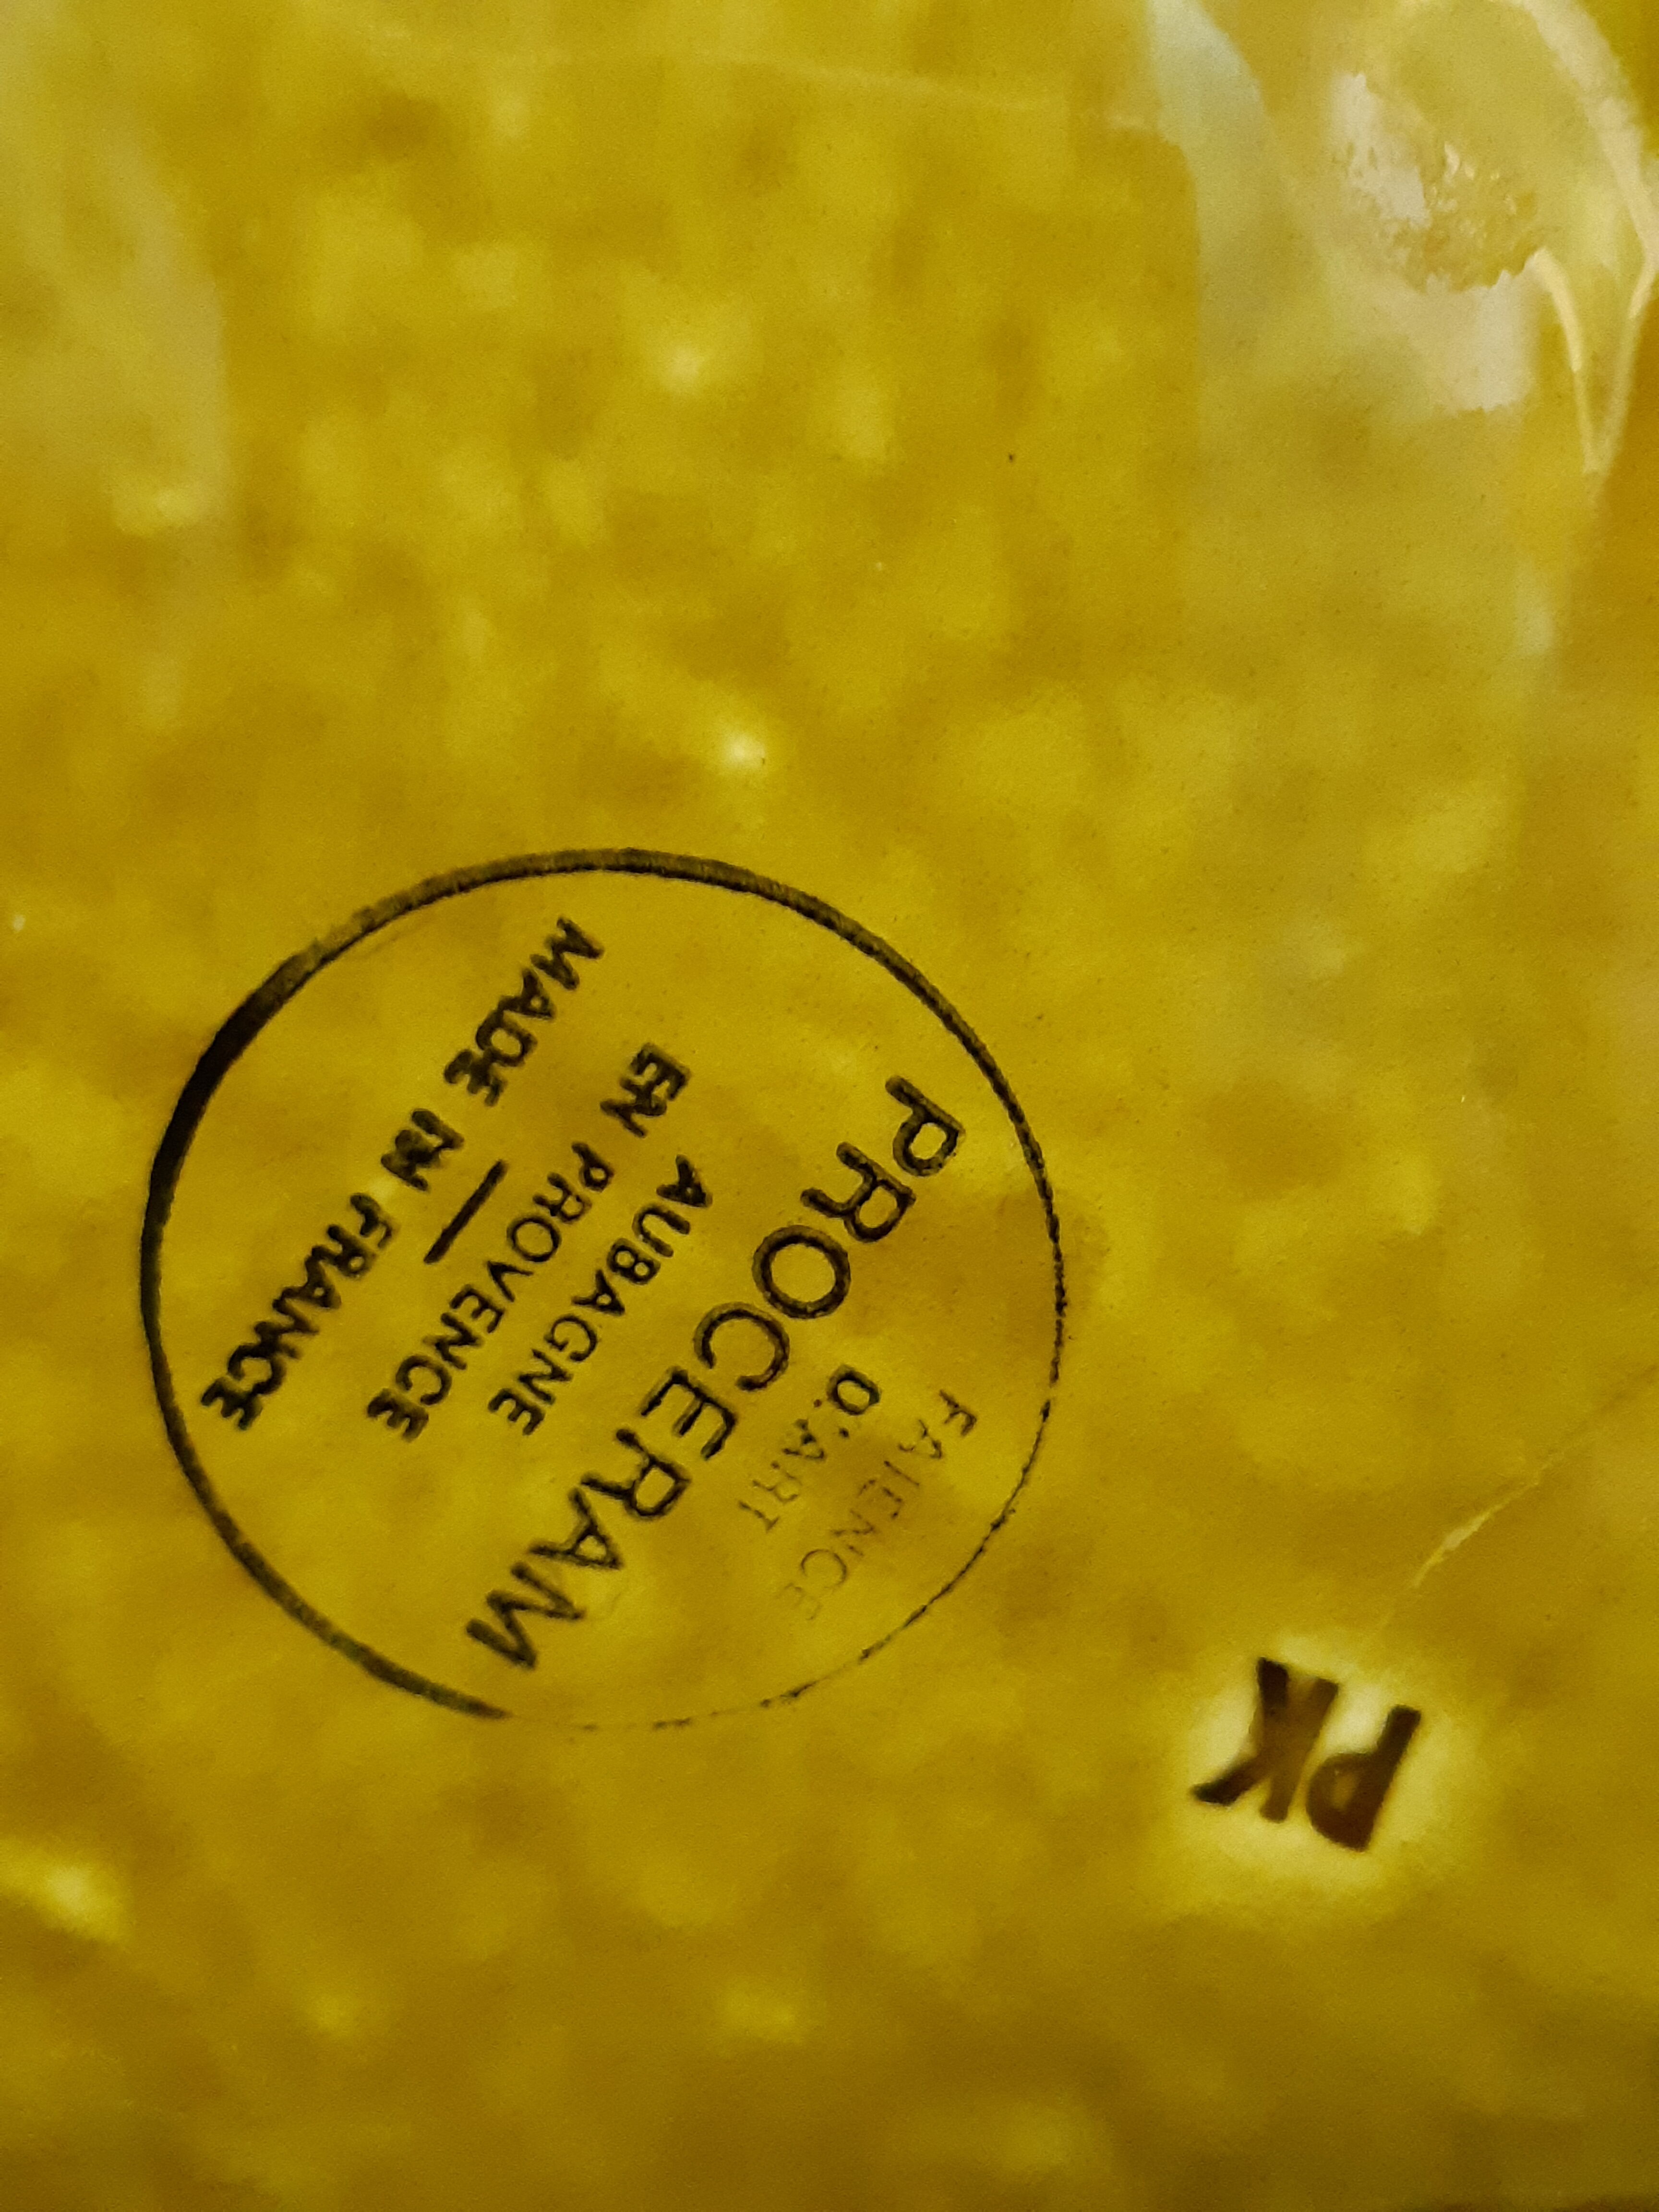 FAIENCE
D'ART
PROCERAM
AUBAGNE
EN PROVENCE
MADE IN FRANCE
PK